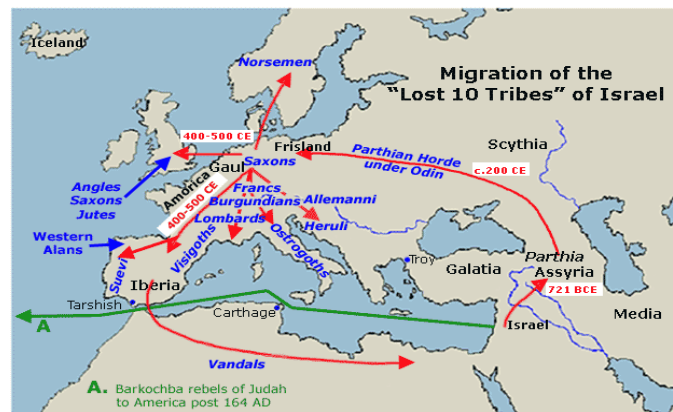 Iceland
Norsemen
Migration of the
"Lost 10 Tribes" of Israel
400-500 CE
Frisland
Saxons
Gaul
Parthian Horde
under Odin
Scythia
c.200 CE
Angles
Saxons
Jutes
Amorica
400-500 CE
Francs
Burgundians
Allemanni
Lombards
Heruli
Western
Alans
Suevi
Visigoths
Ostrogoths
Iberia
Troy
Galatia
Parthia
Assyria
721 BCE
Tarshish
Carthage
Israel
Media
A
Vandals
A. Barkochba rebels of Judah
to America post 164 AD